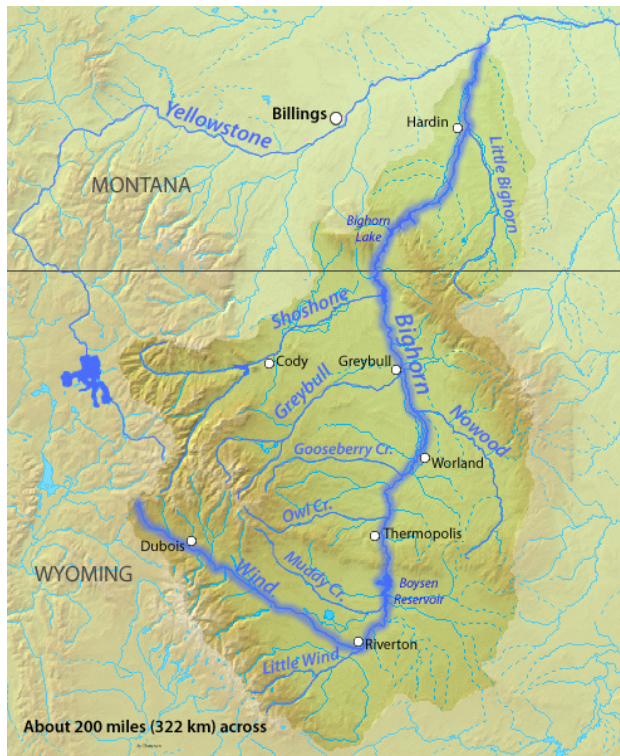 Yellowstone
Billings
Hardin
Little Bighorn
MONTANA
Bighorn
Lake
Shoshone
Bighorn
Cody
Greybull
Greybull
Nowood
Gooseberry Cr.
Worland
Owl Cr.
Thermopolis
Dubois
WYOMING
Wind
Muddy Cr.
Boysen
Reservoir
Riverton
Little Wind
About 200 miles (322 km) across